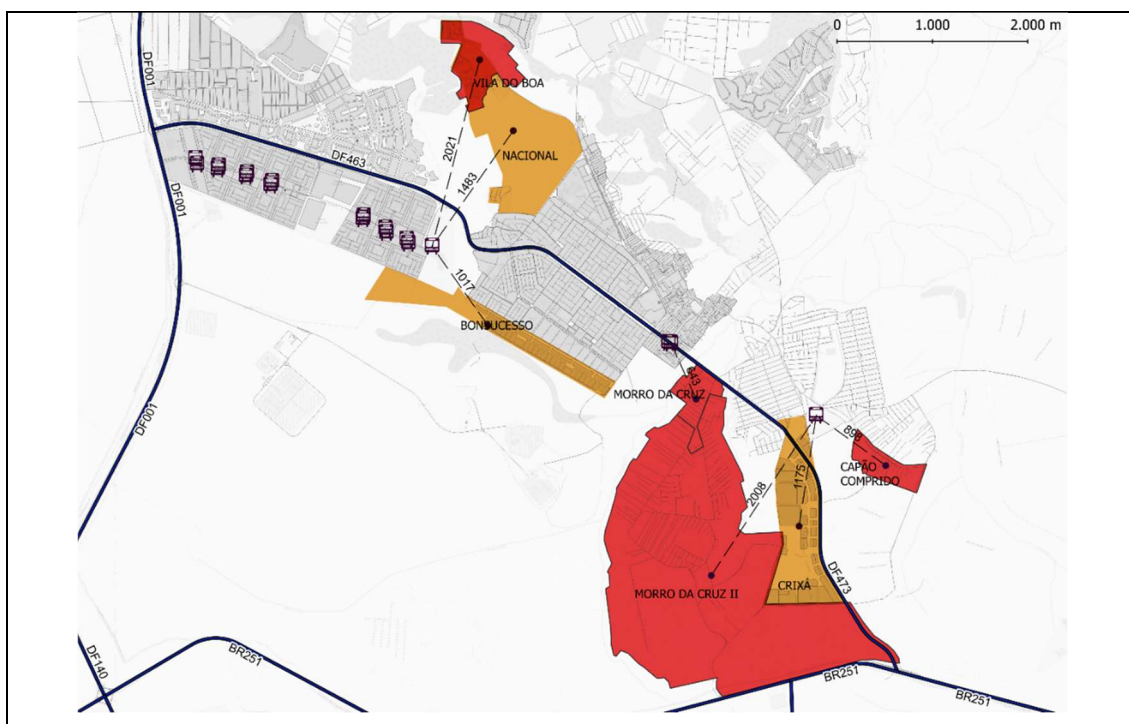 0 1.000 2.000 m
DF001
VILA DO BOA
2021
DF463
NACIONAL
1483
DF001
1017
BONSUCESSO
643
MORRO DA CRUZ
DF001
898
CAPÃO
COMPRIDO
1175
2008
MORRO DA CRUZ II
CRIXÁ
DF473
DF140
BR251
BR251
BR251